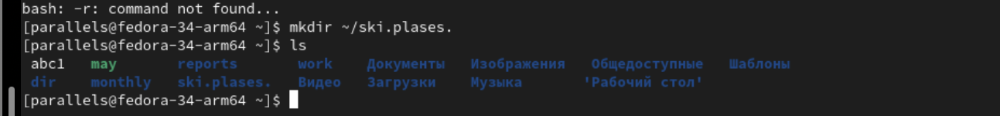 bash: -r: command not found...
[parallels@fedora-34-arm64 ~]$ mkdir ~/ski.plases.
[parallels@fedora-34-arm64 ~]$ ls
abc1 may reports work Документы Изображения Общедоступные Шаблоны
dir monthly ski.plases. Видео Загрузки Музыка 'Рабочий стол'
[parallels@fedora-34-arm64 ~]$